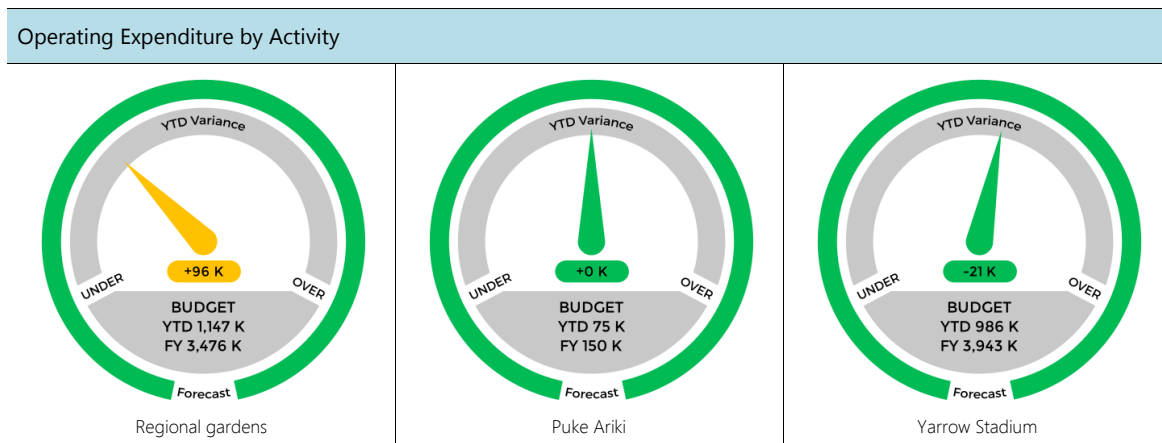 Operating Expenditure by Activity
YTD Variance
UNDER
OVER
+96 K
BUDGET
YTD 1,147 K
FY 3,476 K
Forecast
Regional gardens
YTD Variance
UNDER
OVER
+0 K
BUDGET
YTD 75 K
FY 150 K
Forecast
Puke Ariki
YTD Variance
UNDER
OVER
-21 K
BUDGET
YTD 986 K
FY 3,943 K
Forecast
Yarrow Stadium